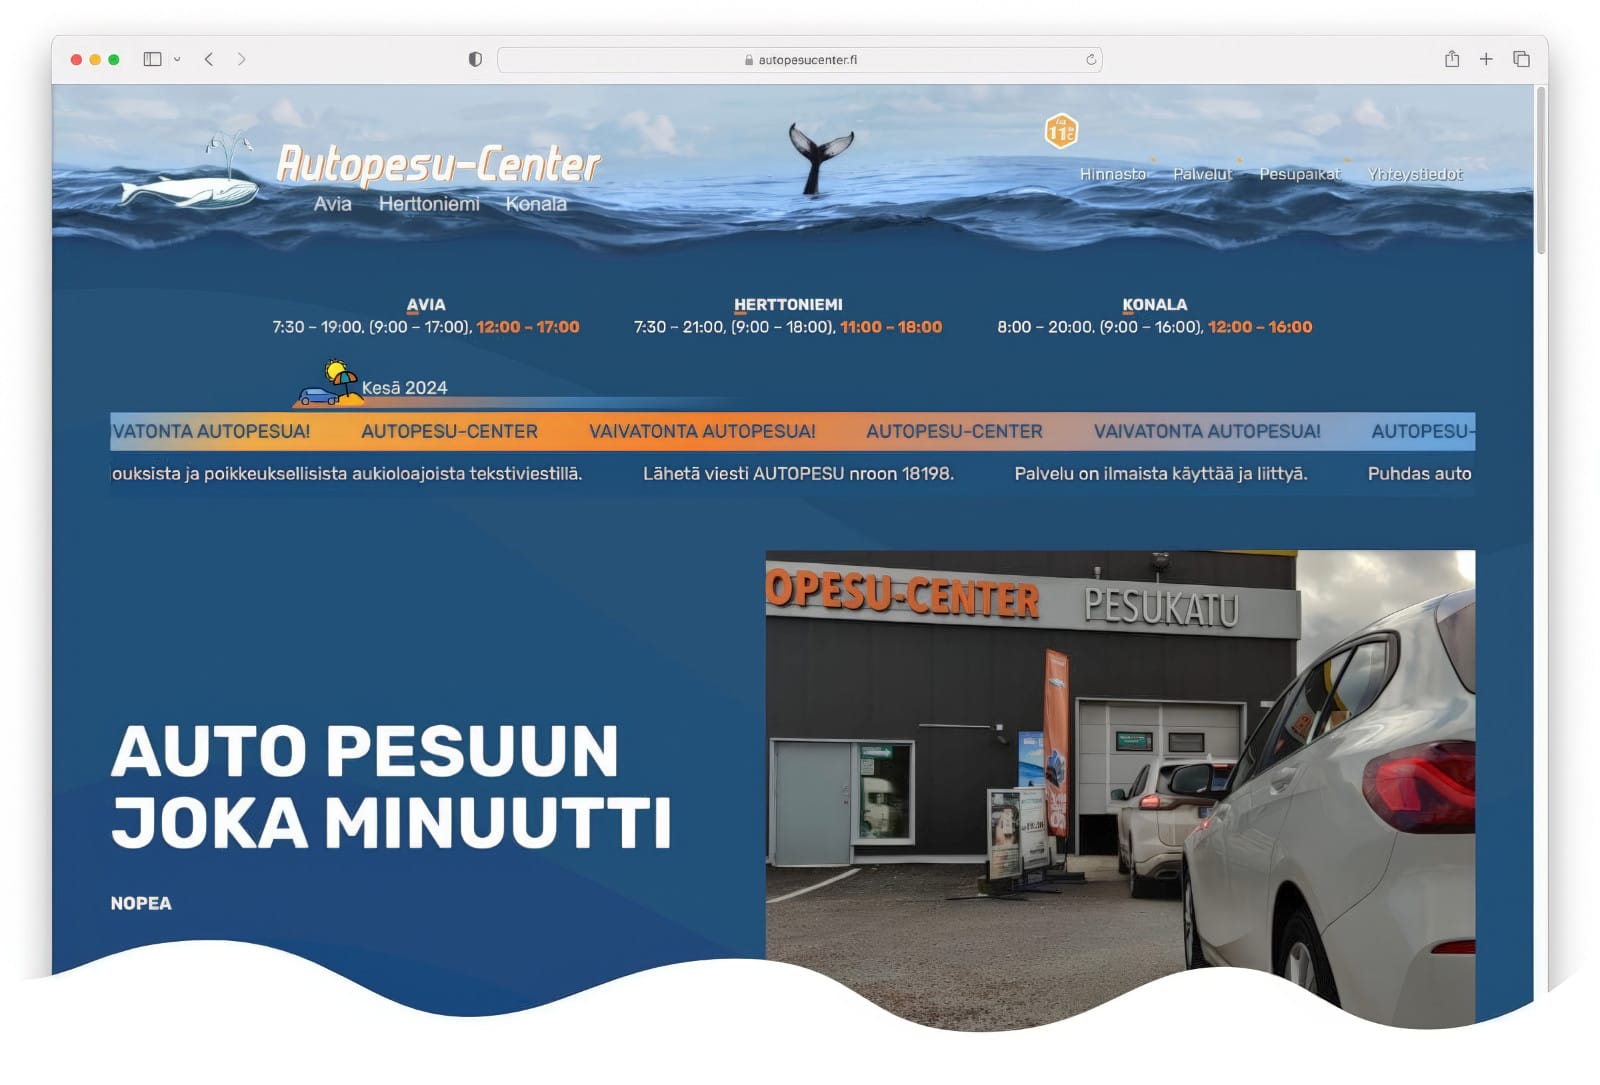 autopesucenter.fi
Autopesu-Center
Avia Herttoniemi Konala
11
Hinnasto Palvelut Pesupaikat Yhteystiedot
AVIA
7:30 – 19:00, (9:00 – 17:00), 12:00 – 17:00
HERTTONIEMI
7:30 – 21:00, (9:00 – 18:00), 11:00 – 18:00
KONALA
8:00 – 20:00, (9:00 – 16:00), 12:00 – 16:00
Kesä 2024
VATONTA AUTOPESUA! AUTOPESU-CENTER VAIVATONTA AUTOPESUA! AUTOPESU-CENTER VAIVATONTA AUTOPESUA! AUTOPESU-
ouksista ja poikkeuksellisista aukioloajoista tekstiviestillä. Lähetä viesti AUTOPESU nroon 18198. Palvelu on ilmaista käyttää ja liittyä. Puhdas auto
OPESU-CENTER PESUKATU
AUTO PESUUN
JOKA MINUUTTI
NOPEA